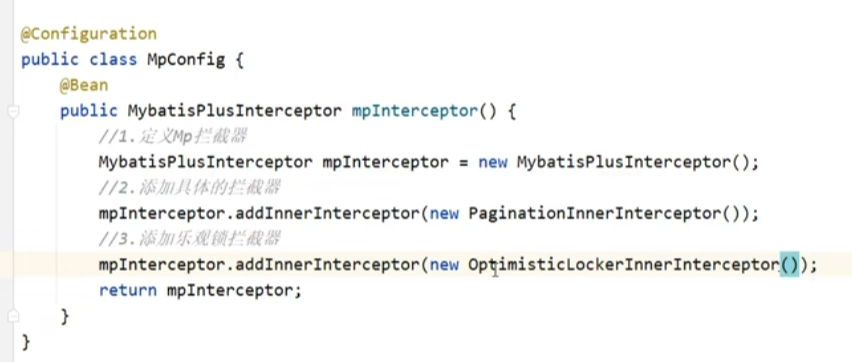 @Configuration
public class MpConfig {
@Bean
public MybatisPlusInterceptor mpInterceptor() {
//1.定义Mp拦截器
MybatisPlusInterceptor mpInterceptor = new MybatisPlusInterceptor();
//2.添加具体的拦截器
mpInterceptor.addInnerInterceptor(new PaginationInnerInterceptor());
//3.添加乐观锁拦截器
mpInterceptor.addInnerInterceptor(new OptimisticLockerInnerInterceptor());
return mpInterceptor;
}
}